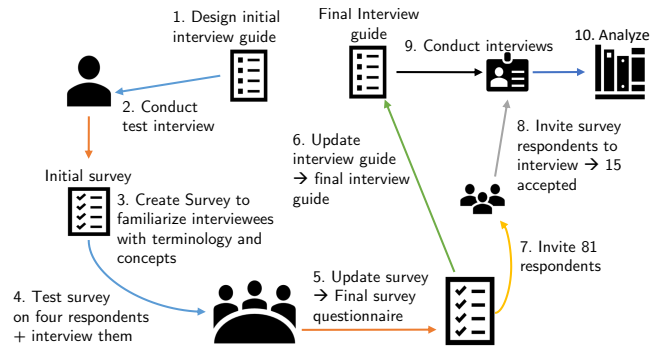 1. Design initial
interview guide
2. Conduct
test interview
Initial survey
3. Create Survey to
familiarize interviewees
with terminology and
concepts
4. Test survey
on four respondents
+ interview them
5. Update survey
→ Final survey
questionnaire
6. Update
interview guide
→ final interview
guide
Final Interview
guide
7. Invite 81
respondents
8. Invite survey
respondents to
interview → 15
accepted
9. Conduct interviews
10. Analyze